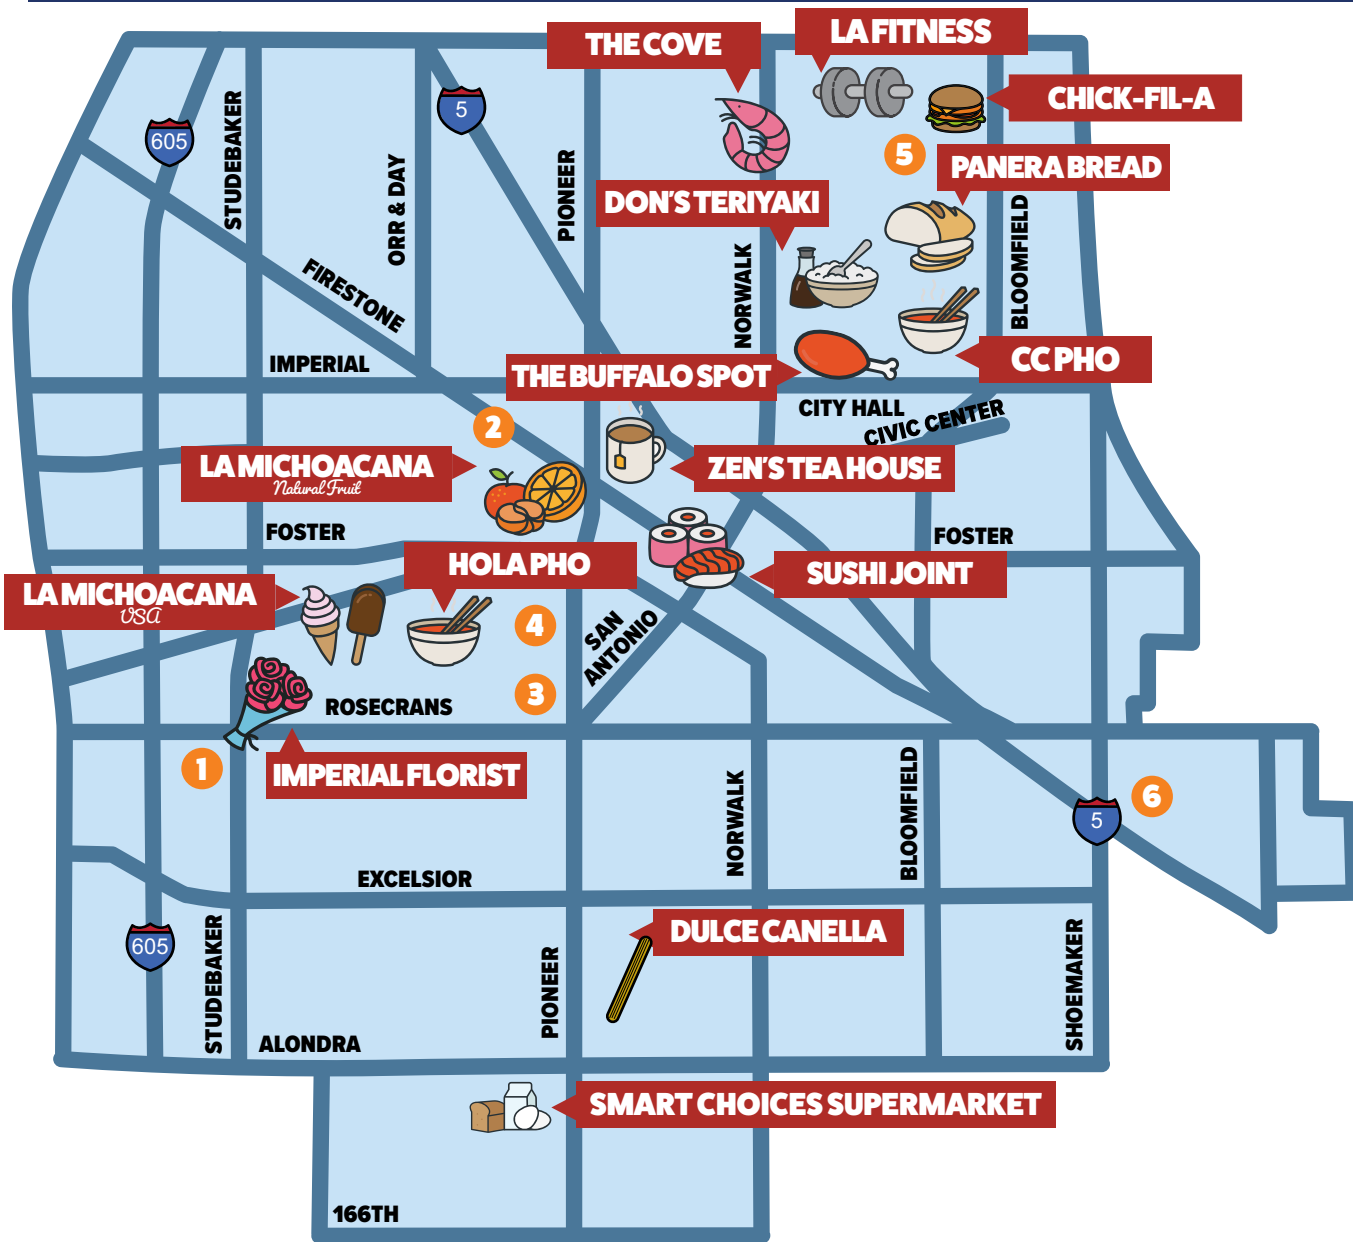 THE COVE
LA FITNESS
5
605
STUDEBAKER
CHICK-FIL-A
5
PANERA BREAD
ORR & DAY
PIONEER
DON'S TERIYAKI
NORWALK
BLOOMFIELD
FIRESTONE
IMPERIAL
THE BUFFALO SPOT
CC PHO
CITY HALL
CIVIC CENTER
2
LA MICHOACANA
Natural Fruit
ZEN'S TEA HOUSE
FOSTER
FOSTER
HOLA PHO
SUSHI JOINT
LA MICHOACANA
USA
4
SAN
ANTONIO
3
ROSECRANS
1
IMPERIAL FLORIST
NORWALK
BLOOMFIELD
6
5
EXCELSIOR
605
STUDEBAKER
DULCE CANELLA
PIONEER
SHOEMAKER
ALONDRA
SMART CHOICES SUPERMARKET
166TH